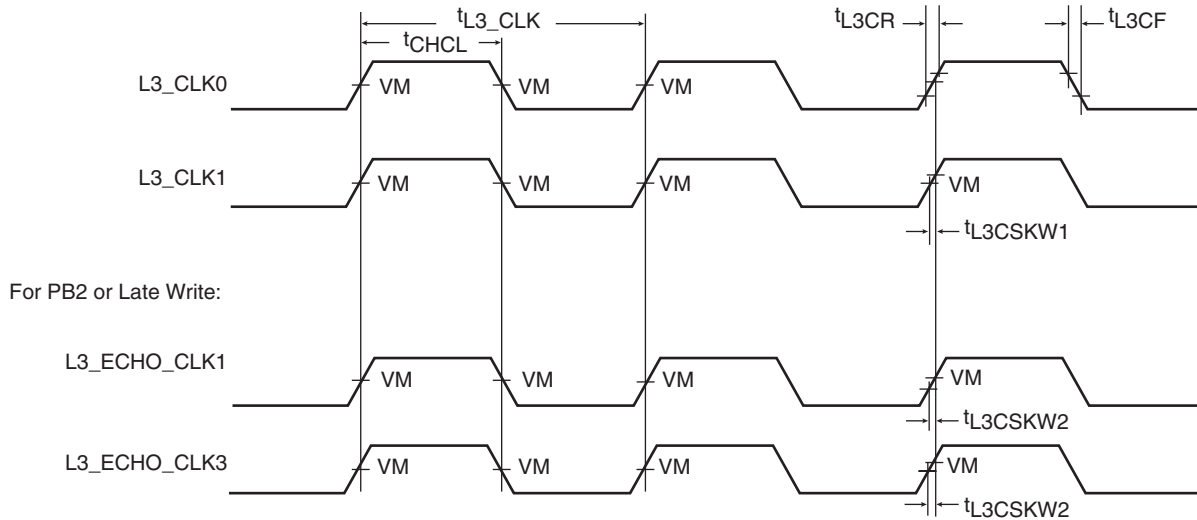 tL3_CLK
tL3CR
tL3CF
tCHCL
L3_CLK0
VM
VM
VM
L3_CLK1
VM
VM
VM
VM
tL3CSKW1
For PB2 or Late Write:
L3_ECHO_CLK1
VM
VM
VM
VM
tL3CSKW2
L3_ECHO_CLK3
VM
VM
VM
VM
tL3CSKW2